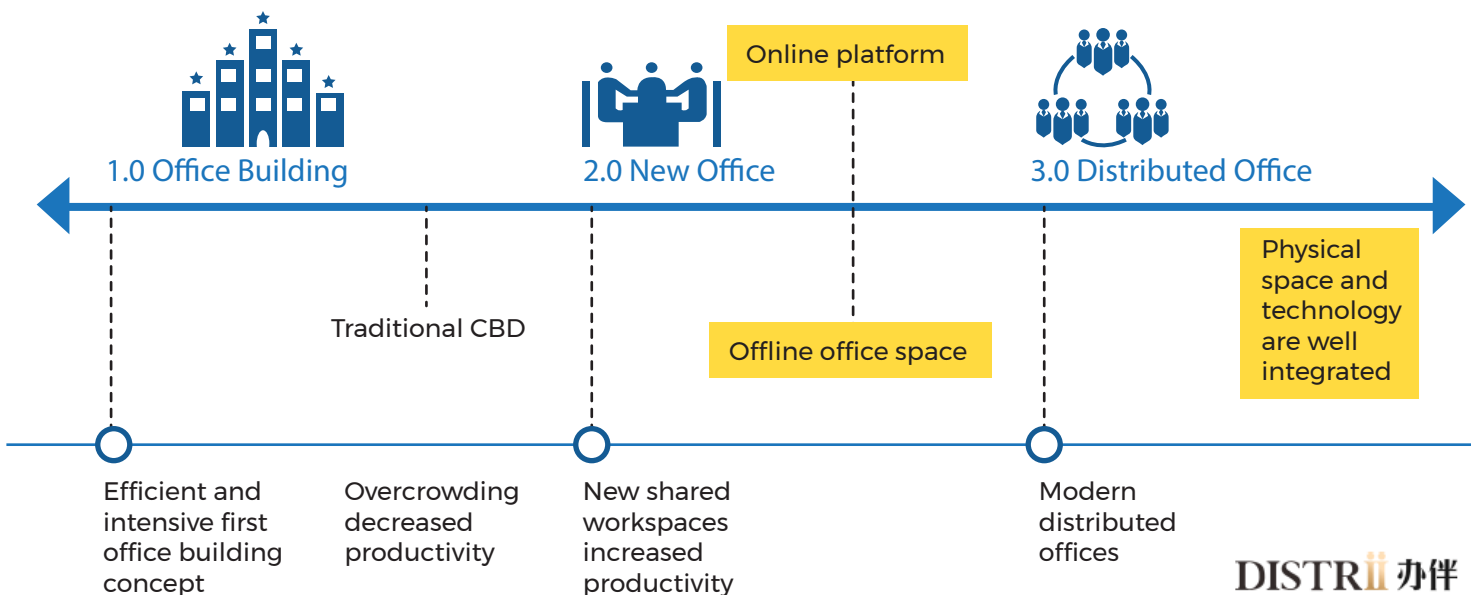 Online platform
1.0 Office Building
2.0 New Office
3.0 Distributed Office
Traditional CBD
Offline office space
Physical
space and
technology
are well
integrated
Efficient and
intensive first
office building
concept
Overcrowding
decreased
productivity
New shared
workspaces
increased
productivity
Modern
distributed
offices
DISTRii 办伴